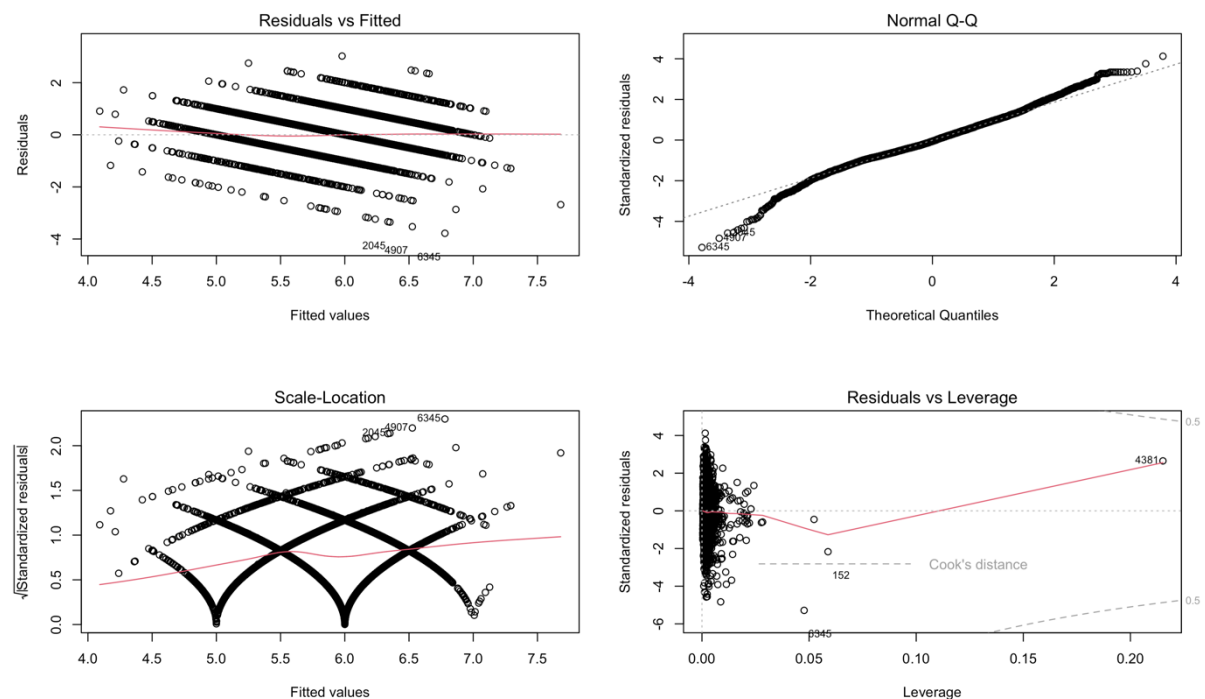 Residuals vs Fitted
Residuals
2
0
-2
-4
2045
4907
6345
4.0 4.5 5.0 5.5 6.0 6.5 7.0 7.5
Fitted values
Normal Q-Q
Standardized residuals
4
2
0
-2
-4
6345
4907
-4 -2 0 2 4
Theoretical Quantiles
Scale-Location
√|Standardized residuals|
2.0
1.5
1.0
0.5
0.0
2045
4907
6345
4.0 4.5 5.0 5.5 6.0 6.5 7.0 7.5
Fitted values
Residuals vs Leverage
Standardized residuals
4
2
0
-2
-4
-6
4381
152
6345
Cook's distance
0.5
0.5
0.00 0.05 0.10 0.15 0.20
Leverage